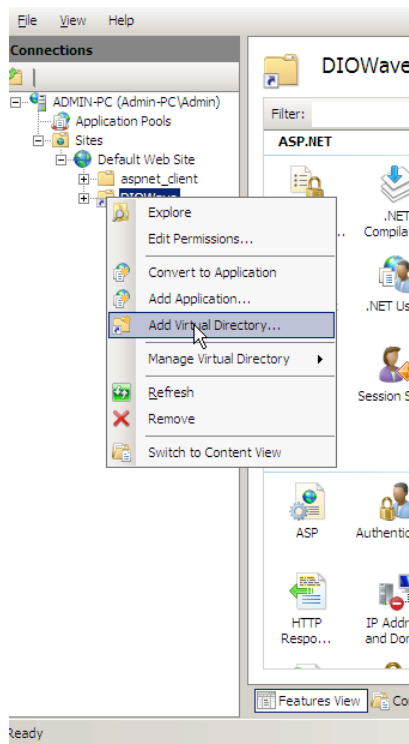 File View Help
Connections
ADMIN-PC (Admin-PC\Admin)
Application Pools
Sites
Default Web Site
aspnet_client
DIOWave
Explore
Edit Permissions...
Convert to Application
Add Application...
Add Virtual Directory...
Manage Virtual Directory
Refresh
Remove
Switch to Content View
DIOWave
Filter:
ASP.NET
.NET
Compila
.NET Us
Session S
ASP
Authentic
HTTP
Respo...
IP Addr
and Dor
Features View
Co
Ready